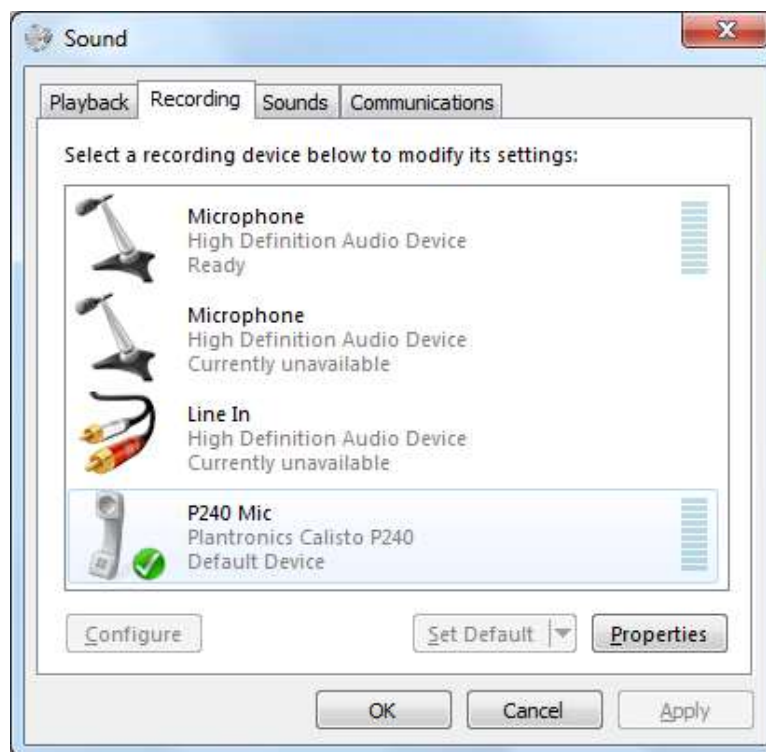 Sound
Playback Recording Sounds Communications
Select a recording device below to modify its settings:
Microphone
High Definition Audio Device
Ready
Microphone
High Definition Audio Device
Currently unavailable
Line In
High Definition Audio Device
Currently unavailable
P240 Mic
Plantronics Calisto P240
Default Device
Configure Set Default Properties
OK Cancel Apply